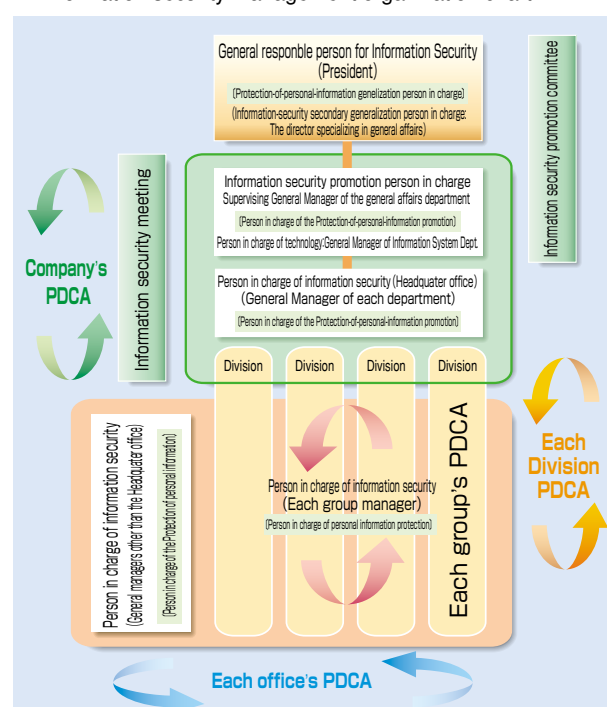 General responble person for Information Security
(President)
(Protection-of-personal-information genelization person in charge)
(Information-security secondary generalization person in charge:
The director specializing in general affairs)
Information security promotion committee
Information security meeting
Company's
PDCA
Information security promotion person in charge
Supervising General Manager of the general affairs department
(Person in charge of the Protection-of-personal-information promotion)
Person in charge of technology:General Manager of Information System Dept.
Person in charge of information security (Headquater office)
(General Manager of each department)
(Person in charge of the Protection-of-personal-information promotion)
Division
Division
Division
Division
Person in charge of information security
(General managers other than the Headquater office)
(Person in charge of the Protection of personal information)
Person in charge of information security
(Each group manager)
(Person in charge of personal information protection)
Each group's PDCA
Each
Division
PDCA
Each office's PDCA